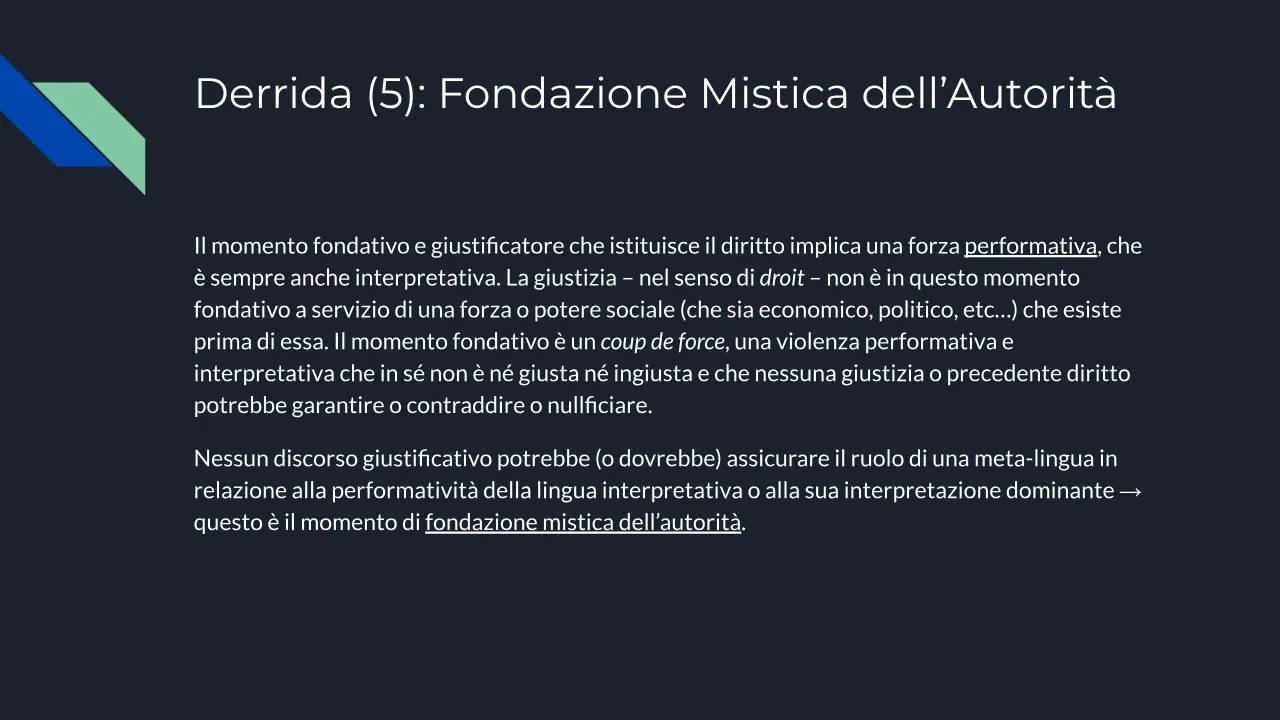 Derrida (5): Fondazione Mistica dell’Autorità
Il momento fondativo e giustificatore che istituisce il diritto implica una forza performativa, che
è sempre anche interpretativa. La giustizia – nel senso di droit – non è in questo momento
fondativo a servizio di una forza o potere sociale (che sia economico, politico, etc…) che esiste
prima di essa. Il momento fondativo è un coup de force, una violenza performativa e
interpretativa che in sé non è né giusta né ingiusta e che nessuna giustizia o precedente diritto
potrebbe garantire o contraddire o nullficiare.
Nessun discorso giustificativo potrebbe (o dovrebbe) assicurare il ruolo di una meta-lingua in
relazione alla performatività della lingua interpretativa o alla sua interpretazione dominante →
questo è il momento di fondazione mistica dell’autorità.